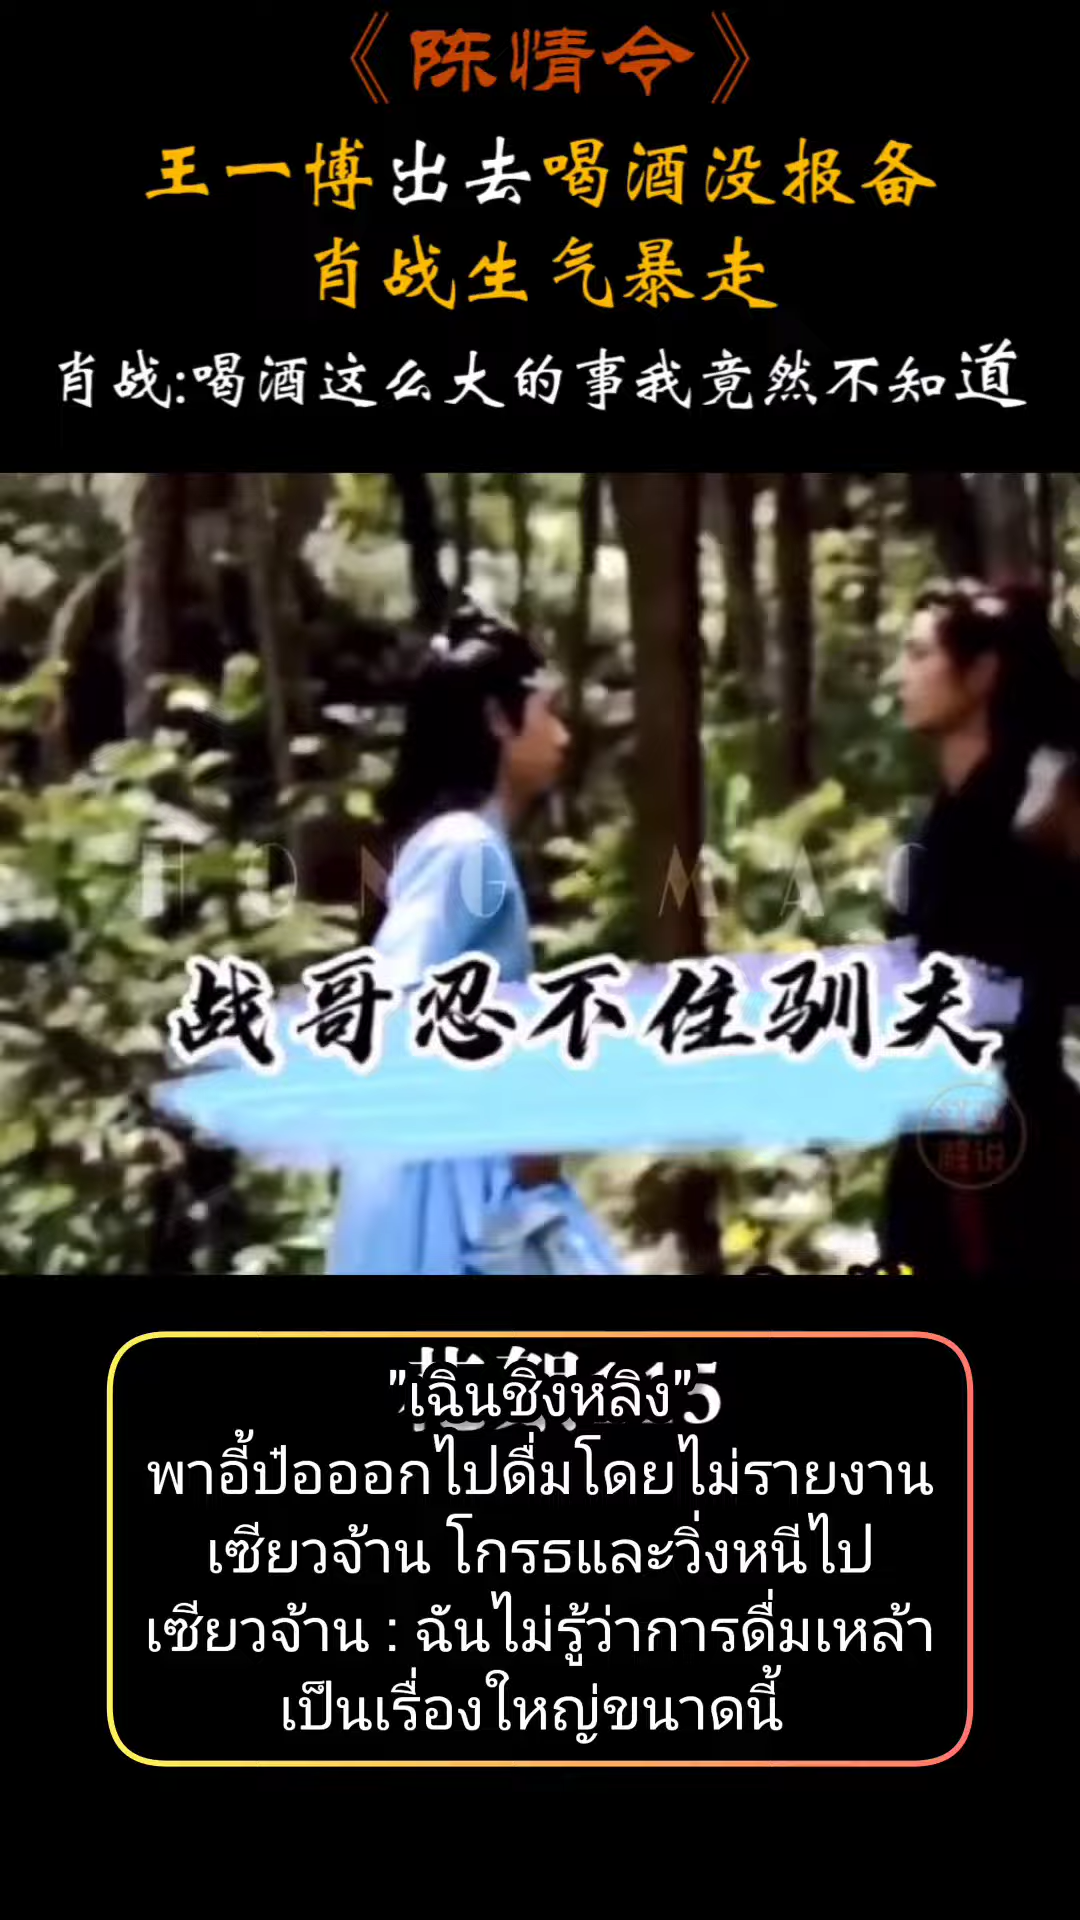 《陈情令》
王一博出去喝酒没报备
肖战生气暴走
肖战:喝酒这么大的事我竟然不知道
HONG MAO
战哥忍不住驯夫
解说
"เฉินชิงหลิง"
5
พาอี้ป๋อออกไปดื่มโดยไม่รายงาน
เซียวจ้าน โกรธและวิ่งหนีไป
เซียวจ้าน : ฉันไม่รู้ว่าการดื่มเหล้า
เป็นเรื่องใหญ่ขนาดนี้